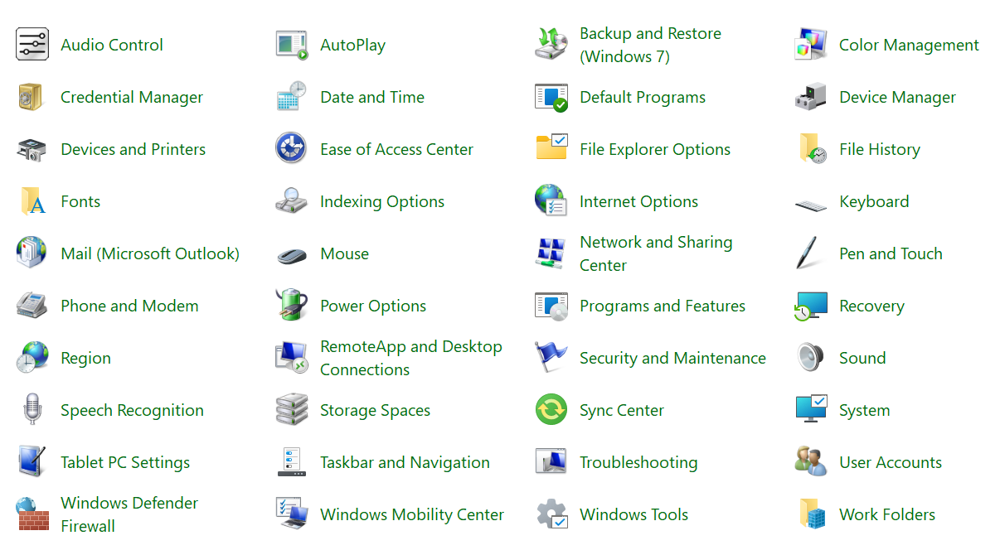 Audio Control
AutoPlay
Backup and Restore
(Windows 7)
Color Management
Credential Manager
Date and Time
Default Programs
Device Manager
Devices and Printers
Ease of Access Center
File Explorer Options
File History
Fonts
Indexing Options
Internet Options
Keyboard
Mail (Microsoft Outlook)
Mouse
Network and Sharing
Center
Pen and Touch
Phone and Modem
Power Options
Programs and Features
Recovery
Region
RemoteApp and Desktop
Connections
Security and Maintenance
Sound
Speech Recognition
Storage Spaces
Sync Center
System
Tablet PC Settings
Taskbar and Navigation
Troubleshooting
User Accounts
Windows Defender
Firewall
Windows Mobility Center
Windows Tools
Work Folders